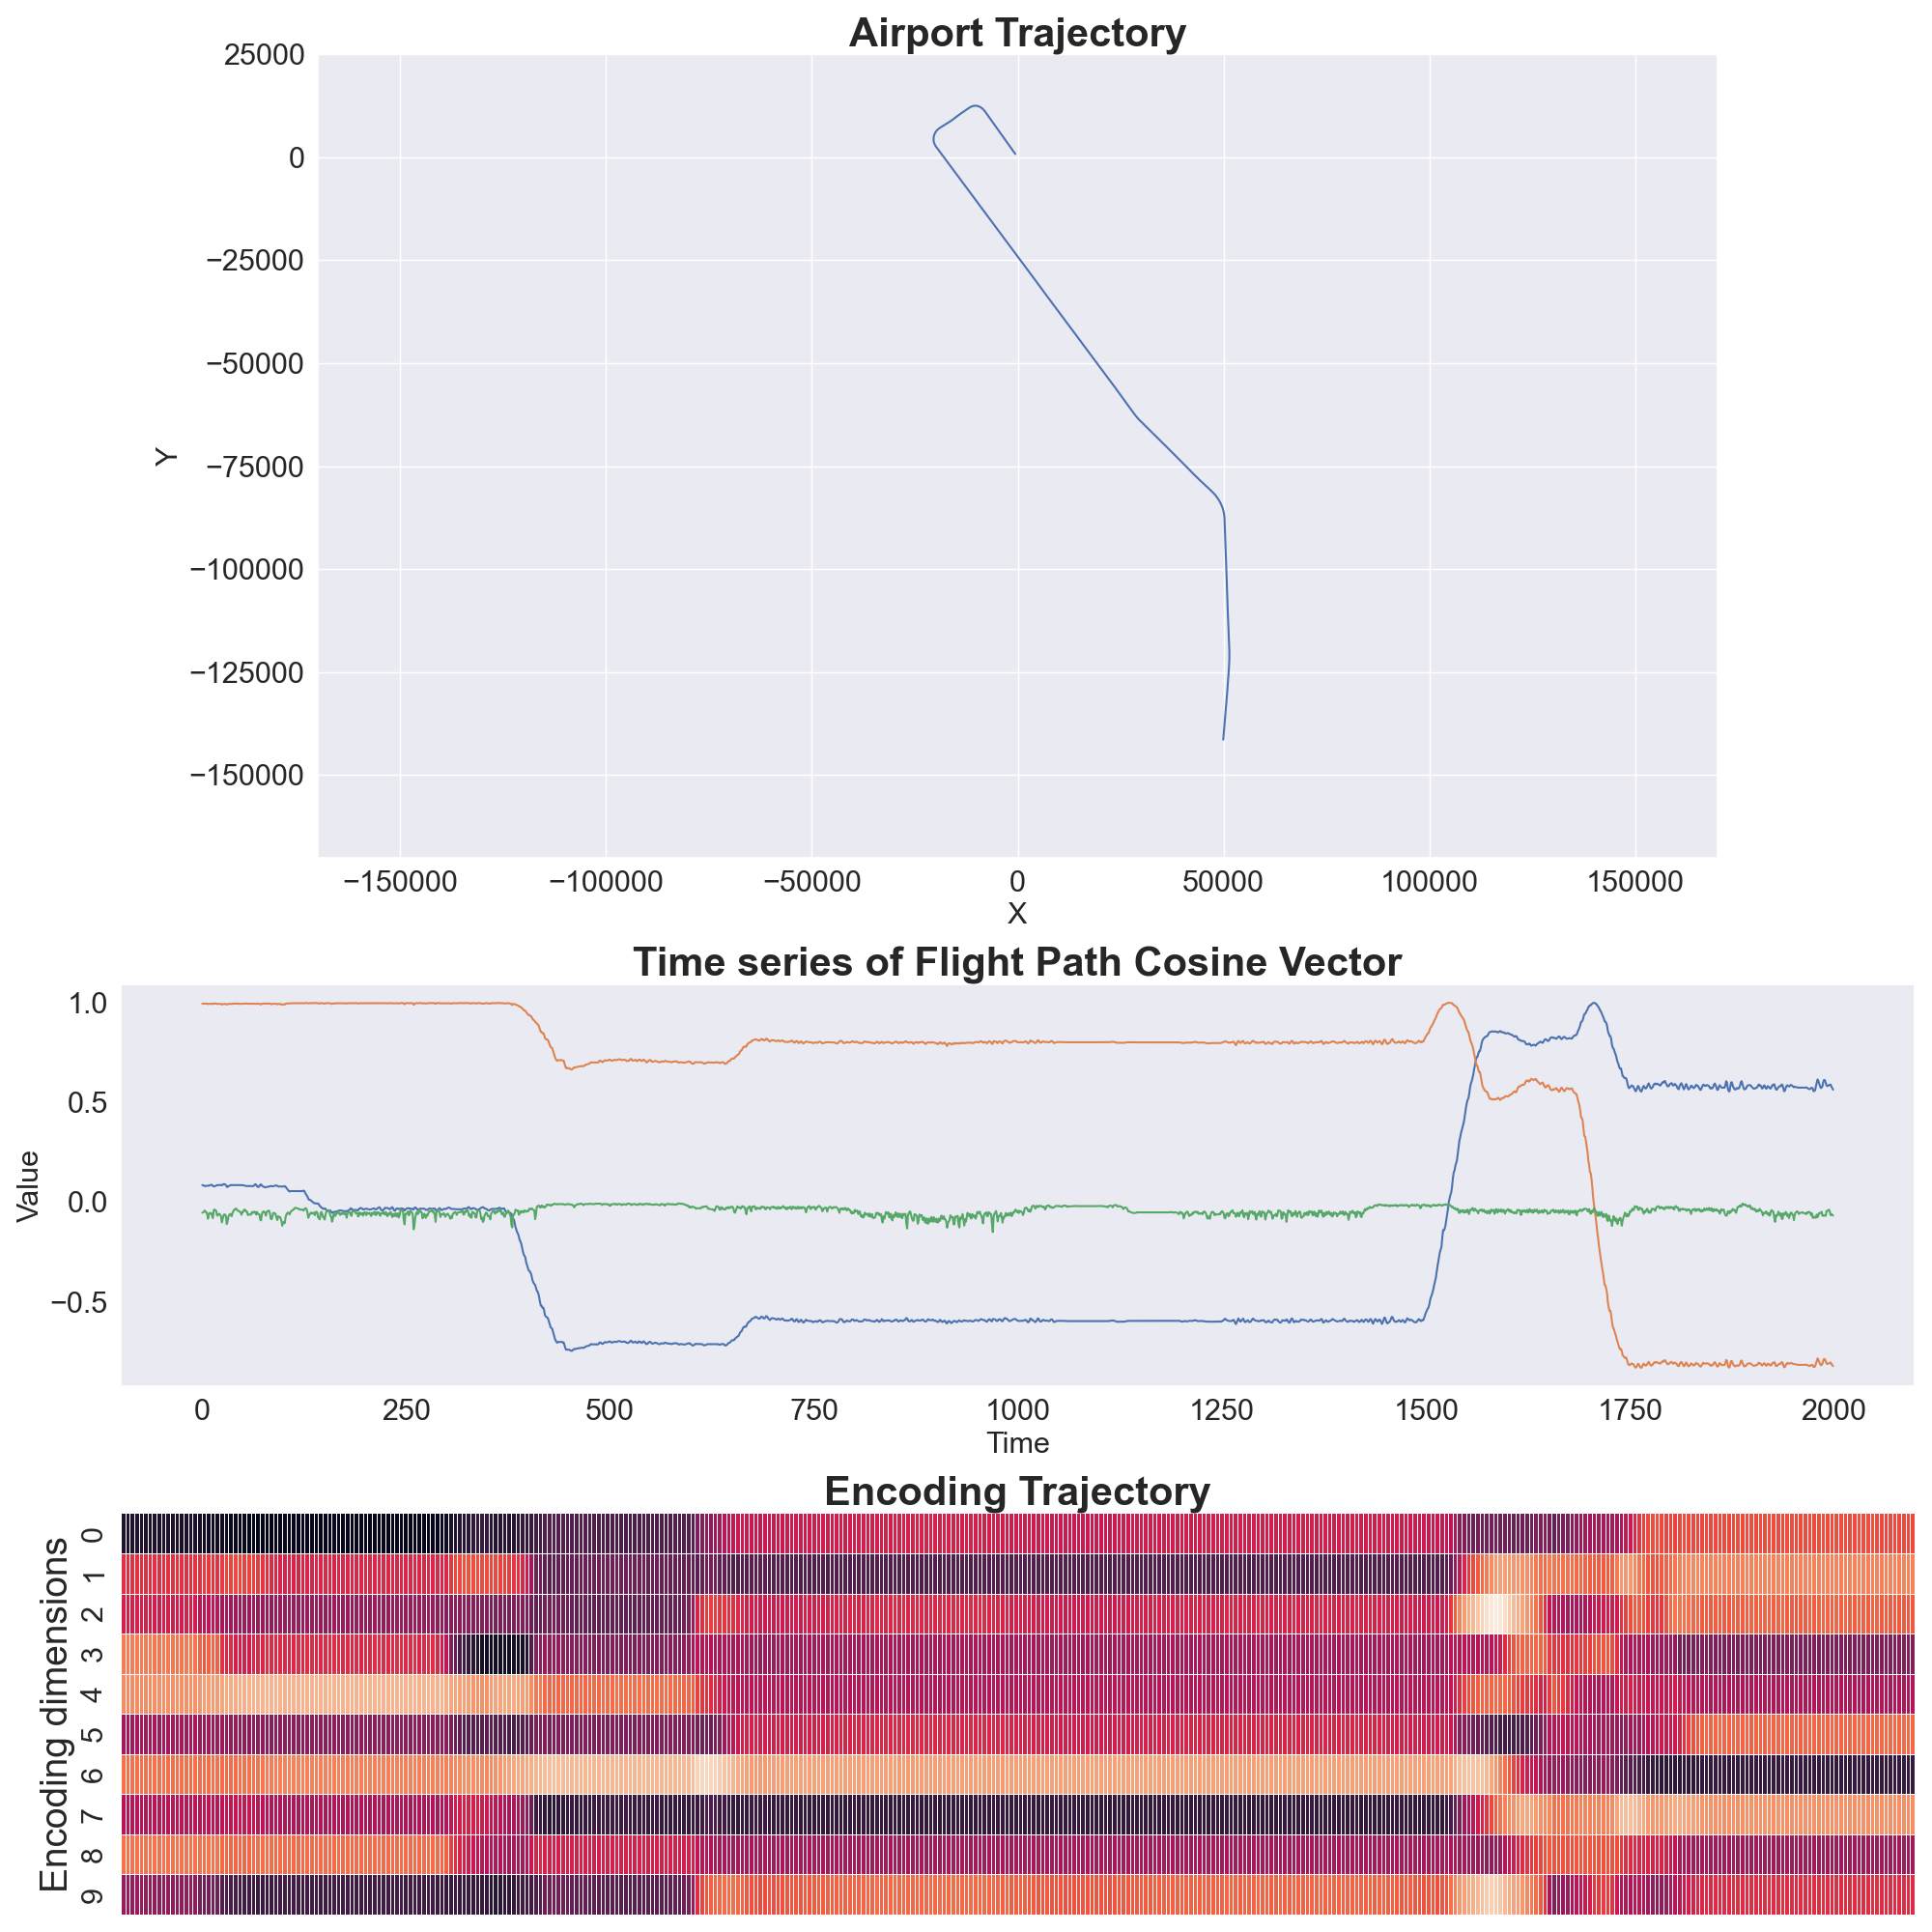 Airport Trajectory
25000
0
−25000
−50000
−75000
−100000
−125000
−150000
Y
−150000 −100000 −50000 0 50000 100000 150000
X
Time series of Flight Path Cosine Vector
1.0
0.5
0.0
−0.5
Value
0 250 500 750 1000 1250 1500 1750 2000
Time
Encoding Trajectory
Encoding dimensions
0
1
2
3
4
5
6
7
8
9